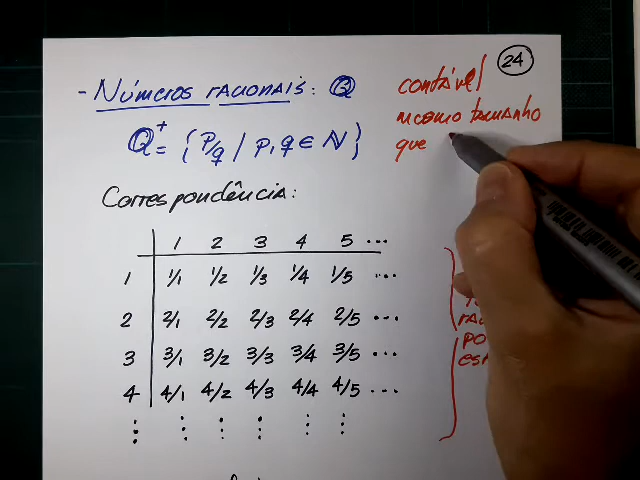 24
- Números racionais: Q
contável
mesmo tamanho
que
Q⁺ = { p/q / p, q ∈ N }
Correspondência:
1 2 3 4 5 ...
1 1/1 1/2 1/3 1/4 1/5 ...
2 2/1 2/2 2/3 2/4 2/5 ...
3 3/1 3/2 3/3 3/4 3/5 ...
4 4/1 4/2 4/3 4/4 4/5 ...
⋮ ⋮ ⋮ ⋮ ⋮ ⋮